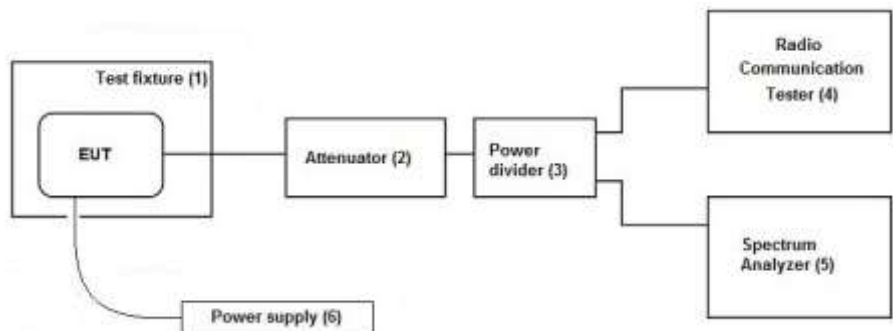 Test fixture (1)
EUT
Attenuator (2)
Power
divider (3)
Radio
Communication
Tester (4)
Spectrum
Analyzer (5)
Power supply (6)